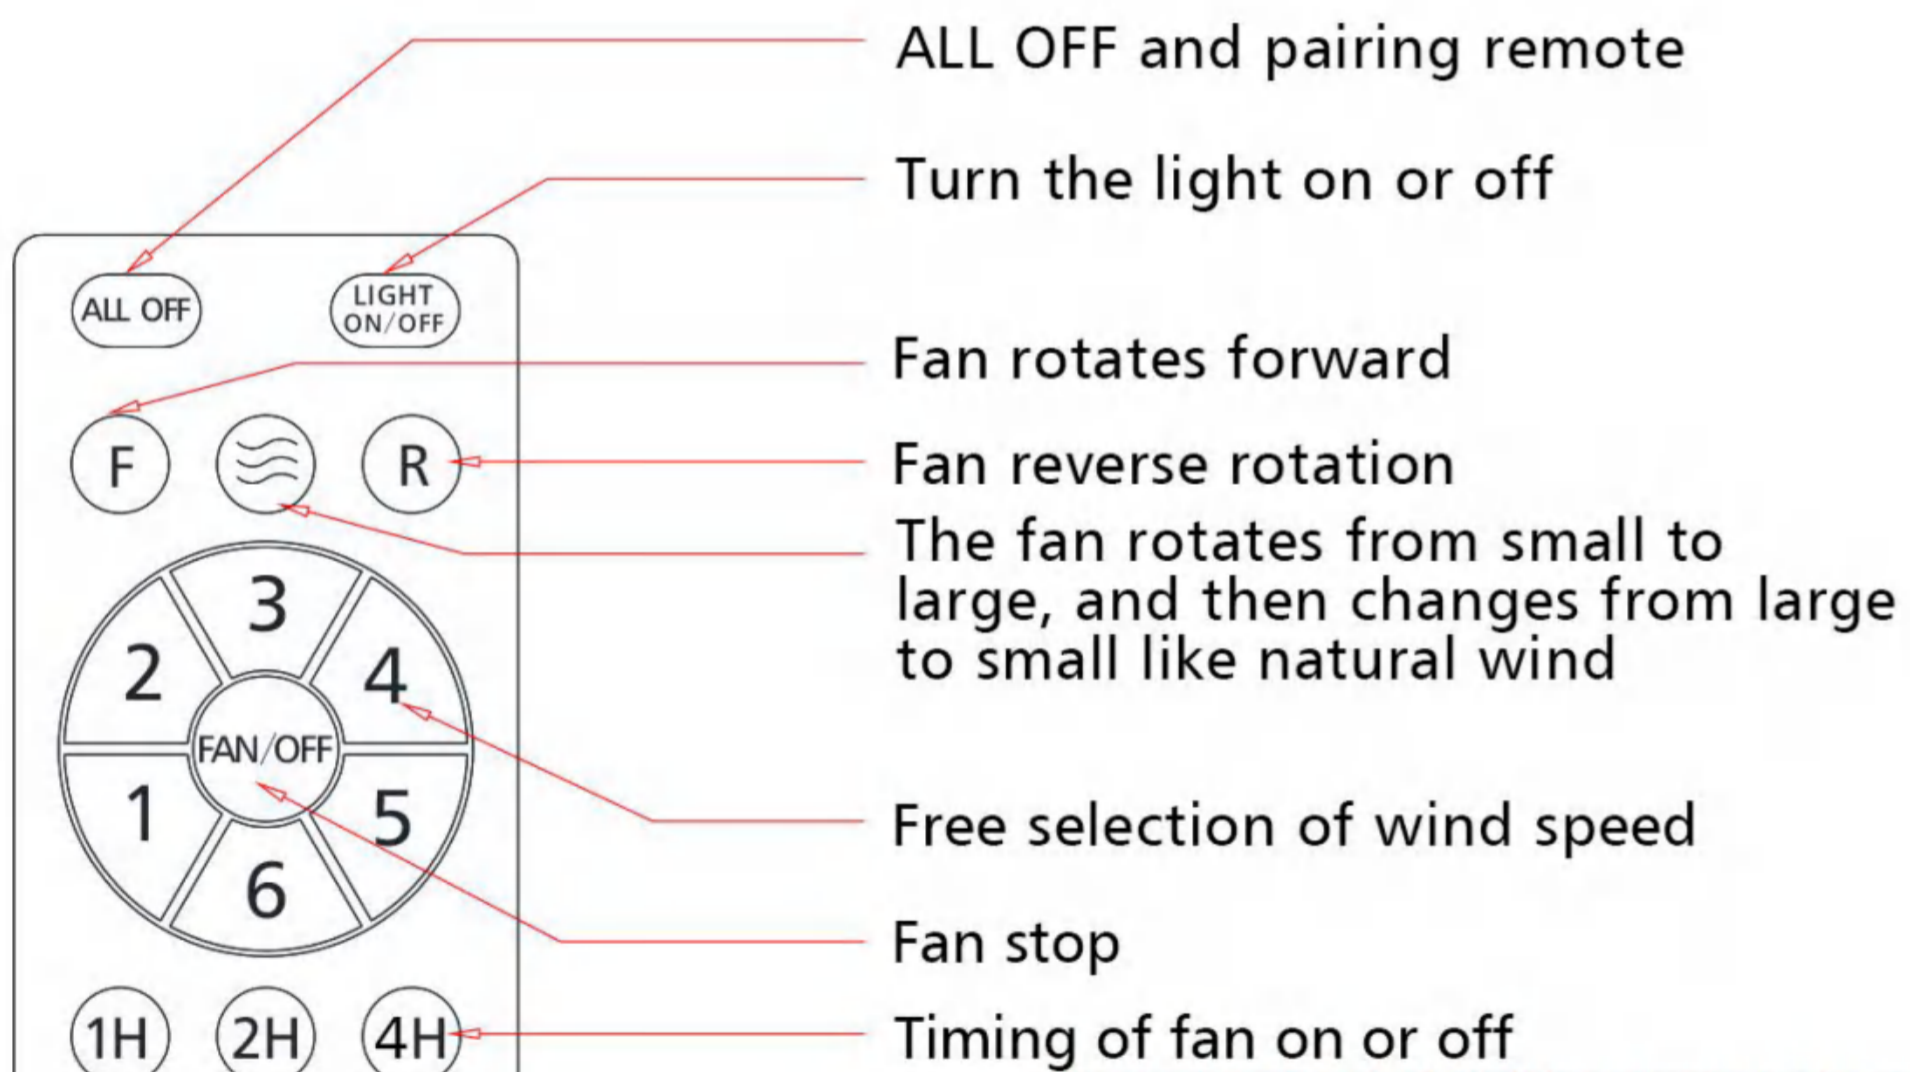 ALL OFF and pairing remote
Turn the light on or off
ALL OFF
LIGHT
ON/OFF
Fan rotates forward
F
R
Fan reverse rotation
The fan rotates from small to
large, and then changes from large
to small like natural wind
3
2
4
FAN/OFF
1
5
6
Free selection of wind speed
Fan stop
1H
2H
4H
Timing of fan on or off